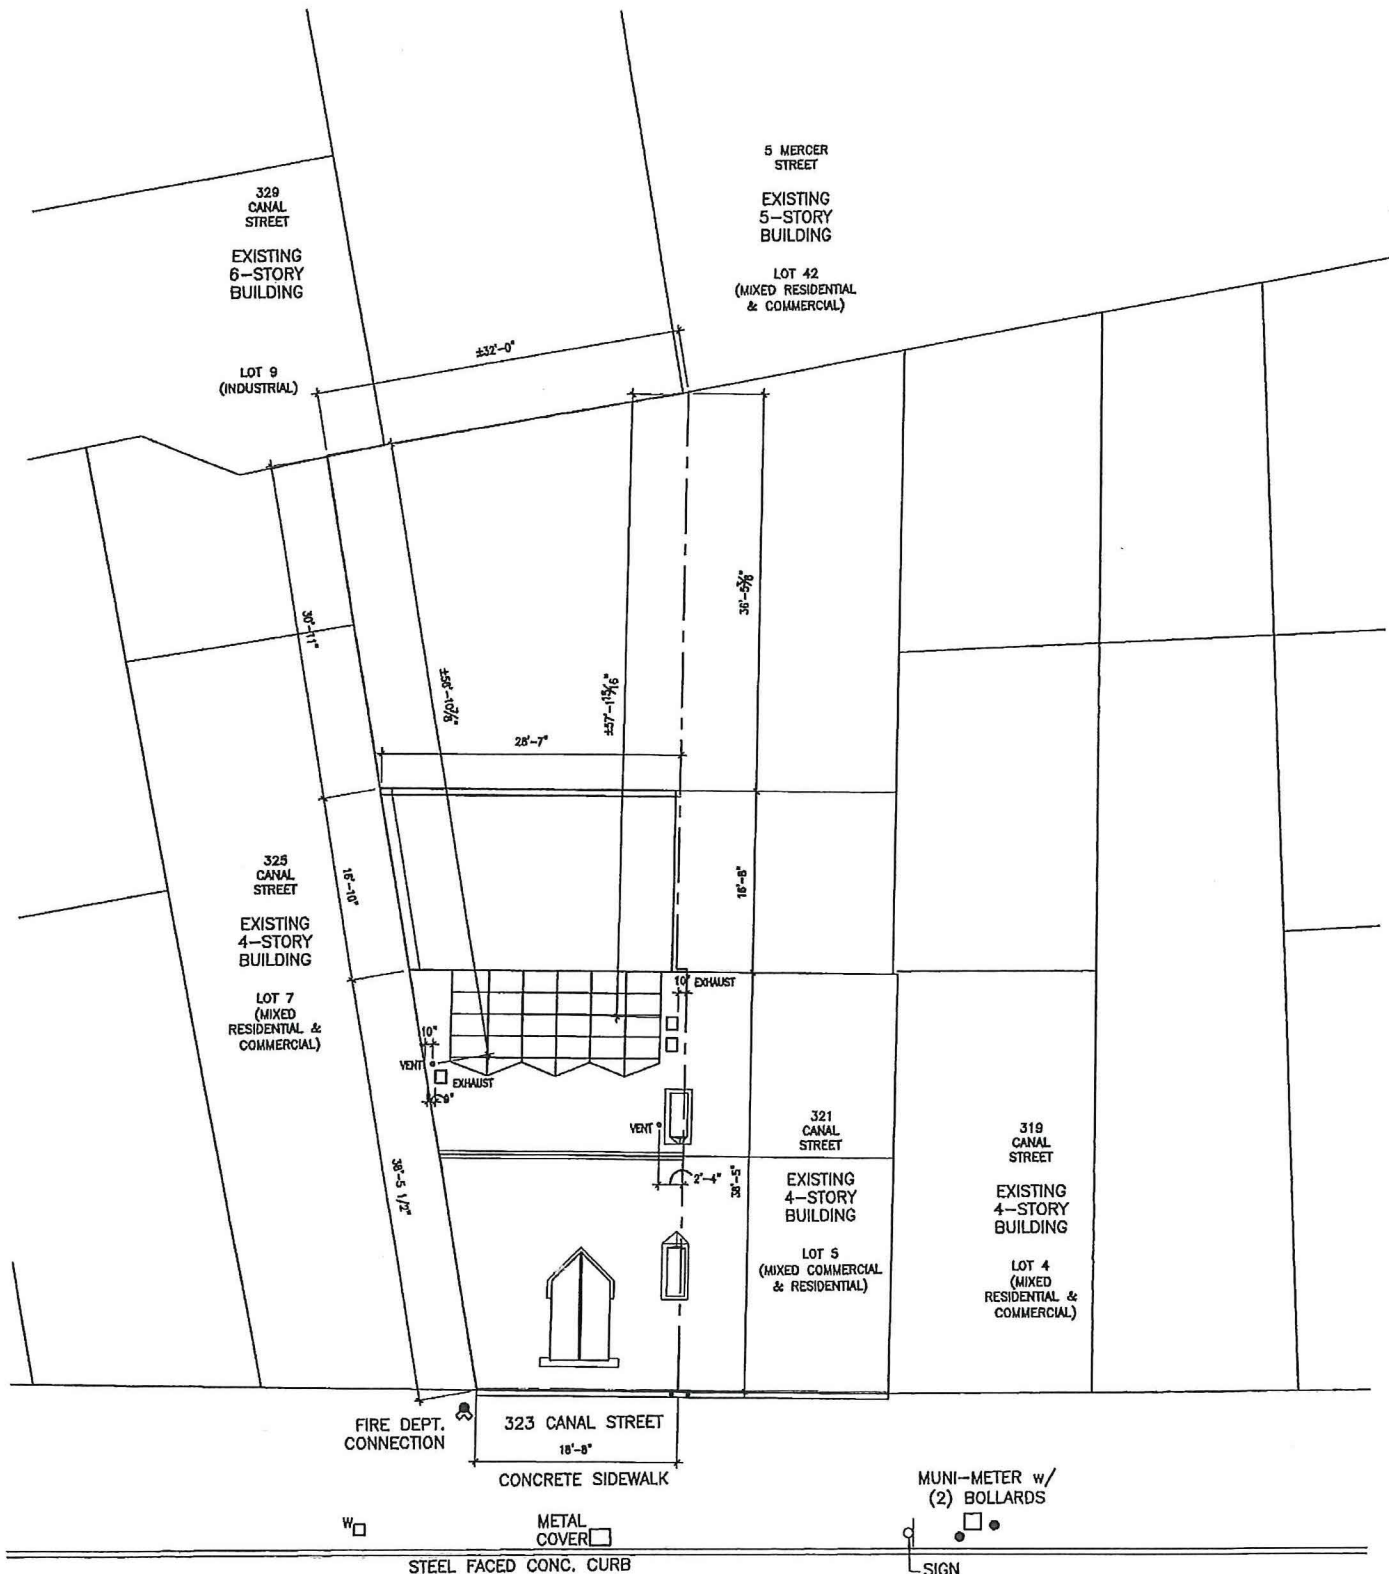 5 MERCER
STREET
EXISTING
5-STORY
BUILDING
LOT 42
(MIXED RESIDENTIAL
& COMMERCIAL)
329
CANAL
STREET
EXISTING
6-STORY
BUILDING
LOT 9
(INDUSTRIAL)
±32'-0"
30'-11"
36'-5⅜"
±57'-1 15/16"
28'-7"
16'-10"
16'-8"
325
CANAL
STREET
EXISTING
4-STORY
BUILDING
LOT 7
(MIXED
RESIDENTIAL &
COMMERCIAL)
10" EXHAUST
10"
VENT
EXHAUST
9"
VENT
2'-4"
38'-5"
38'-5 1/2"
321
CANAL
STREET
EXISTING
4-STORY
BUILDING
LOT 5
(MIXED COMMERCIAL
& RESIDENTIAL)
319
CANAL
STREET
EXISTING
4-STORY
BUILDING
LOT 4
(MIXED
RESIDENTIAL &
COMMERCIAL)
FIRE DEPT.
CONNECTION
323 CANAL STREET
18'-8"
CONCRETE SIDEWALK
MUNI-METER w/
(2) BOLLARDS
W
METAL
COVER
STEEL FACED CONC. CURB
SIGN